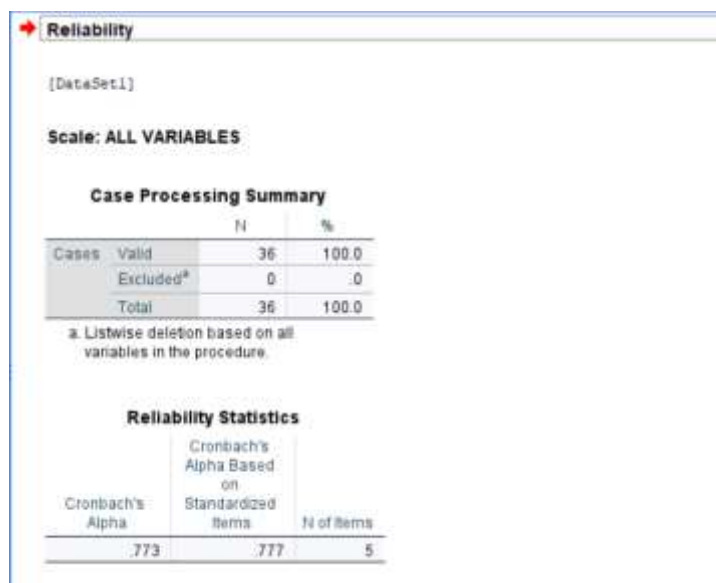 Reliability
[DataSet1]
Scale: ALL VARIABLES
Case Processing Summary
N %
Cases Valid 36 100.0
Excludedª 0 .0
Total 36 100.0
a. Listwise deletion based on all
variables in the procedure.
Reliability Statistics
Cronbach's
Alpha
Cronbach's
Alpha Based
on
Standardized
Items
N of Items
.773 .777 5